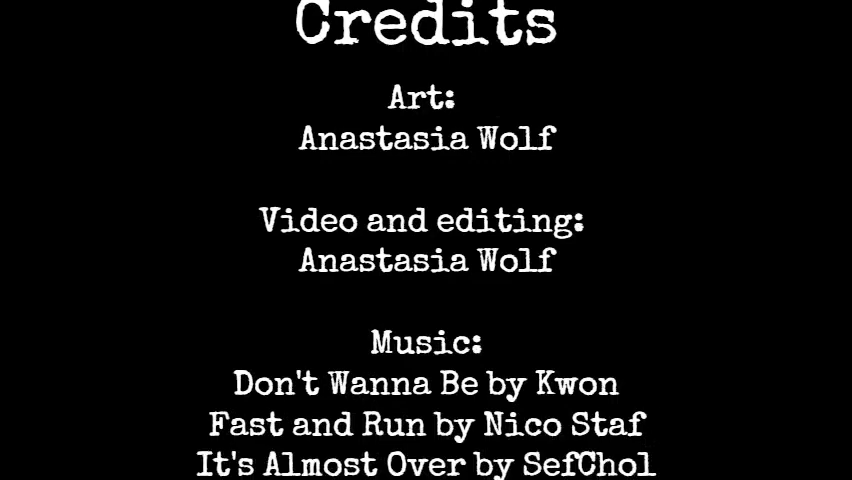 Credits
Art:
Anastasia Wolf
Video and editing:
Anastasia Wolf
Music:
Don't Wanna Be by Kwon
Fast and Run by Nico Staf
It's Almost Over by SefChol